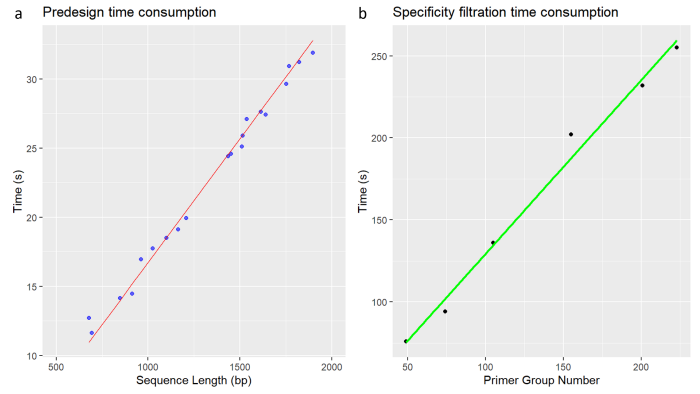 a Predesign time consumption
30
25
20
15
10
500 1000 1500 2000
Time (s)
Sequence Length (bp)
b Specificity filtration time consumption
250
200
150
100
50 100 150 200
Time (s)
Primer Group Number